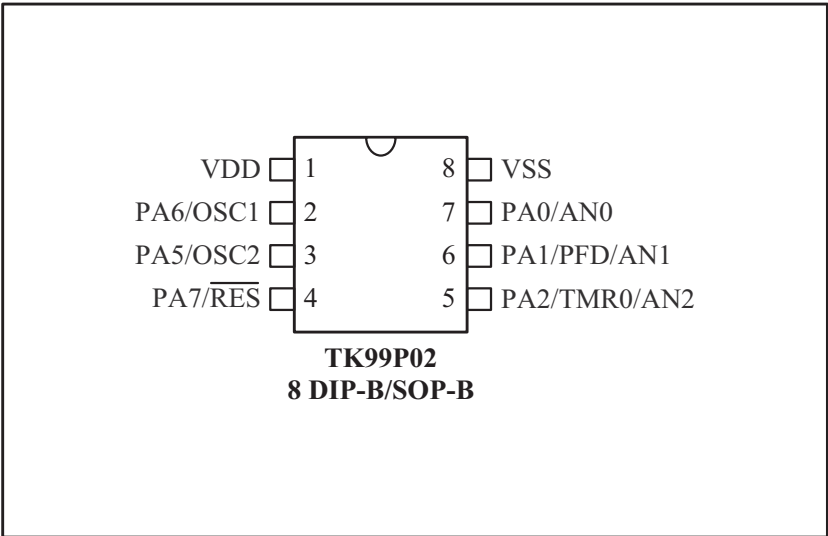 VDD 1 8 VSS
PA6/OSC1 2 7 PA0/AN0
PA5/OSC2 3 6 PA1/PFD/AN1
PA7/R̅E̅S̅ 4 5 PA2/TMR0/AN2
TK99P02
8 DIP-B/SOP-B